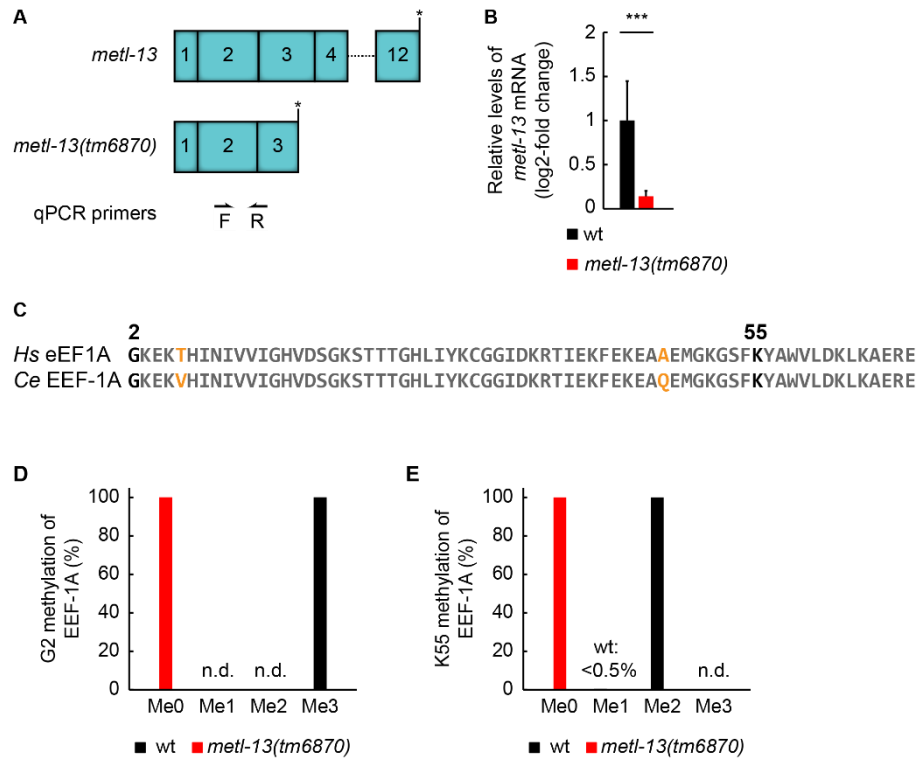 A
metl-13
1 2 3 4 12
*
metl-13(tm6870)
1 2 3
*
qPCR primers
F R
B
Relative levels of
metl-13 mRNA
(log2-fold change)
2
1.5
1
0.5
0
***
wt
metl-13(tm6870)
C
2 55
Hs eEF1A GKEKTHINIVVIGHVDSGKSTTTGHLIYKCGGIDKRTIEKFEKEAAEMGKGSFKYAWVLDKLKAERE
Ce EEF-1A GKEKVHINIVVIGHVDSGKSTTTGHLIYKCGGIDKRTIEKFEKEAQEMGKGSFKYAWVLDKLKAERE
D
G2 methylation of
EEF-1A (%)
100
80
60
40
20
0
n.d. n.d.
Me0 Me1 Me2 Me3
wt metl-13(tm6870)
E
K55 methylation of
EEF-1A (%)
100
80
60
40
20
0
wt:
<0.5%
n.d.
Me0 Me1 Me2 Me3
wt metl-13(tm6870)